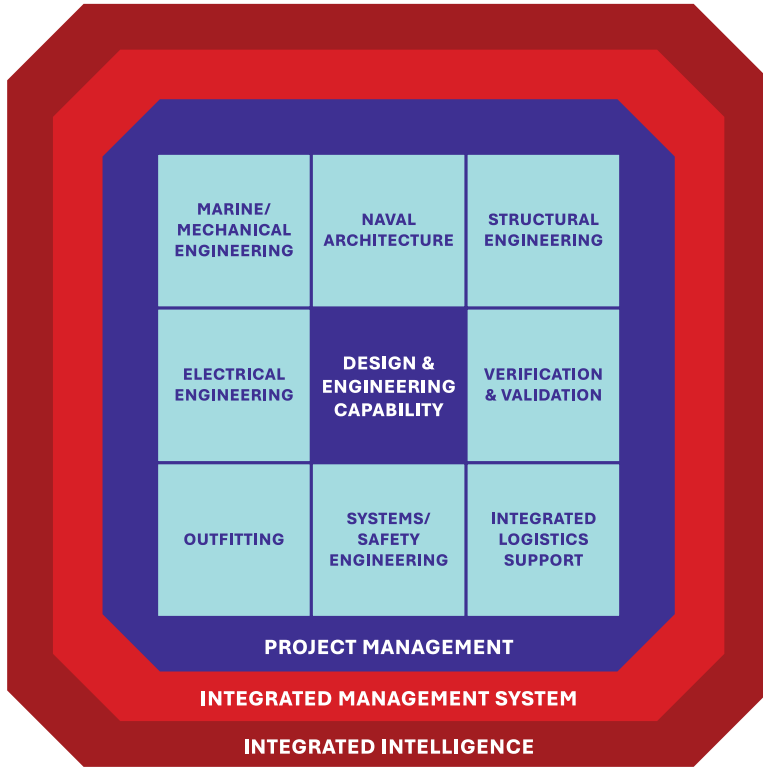 MARINE/
MECHANICAL
ENGINEERING
NAVAL
ARCHITECTURE
STRUCTURAL
ENGINEERING
ELECTRICAL
ENGINEERING
DESIGN &
ENGINEERING
CAPABILITY
VERIFICATION
& VALIDATION
OUTFITTING
SYSTEMS/
SAFETY
ENGINEERING
INTEGRATED
LOGISTICS
SUPPORT
PROJECT MANAGEMENT
INTEGRATED MANAGEMENT SYSTEM
INTEGRATED INTELLIGENCE